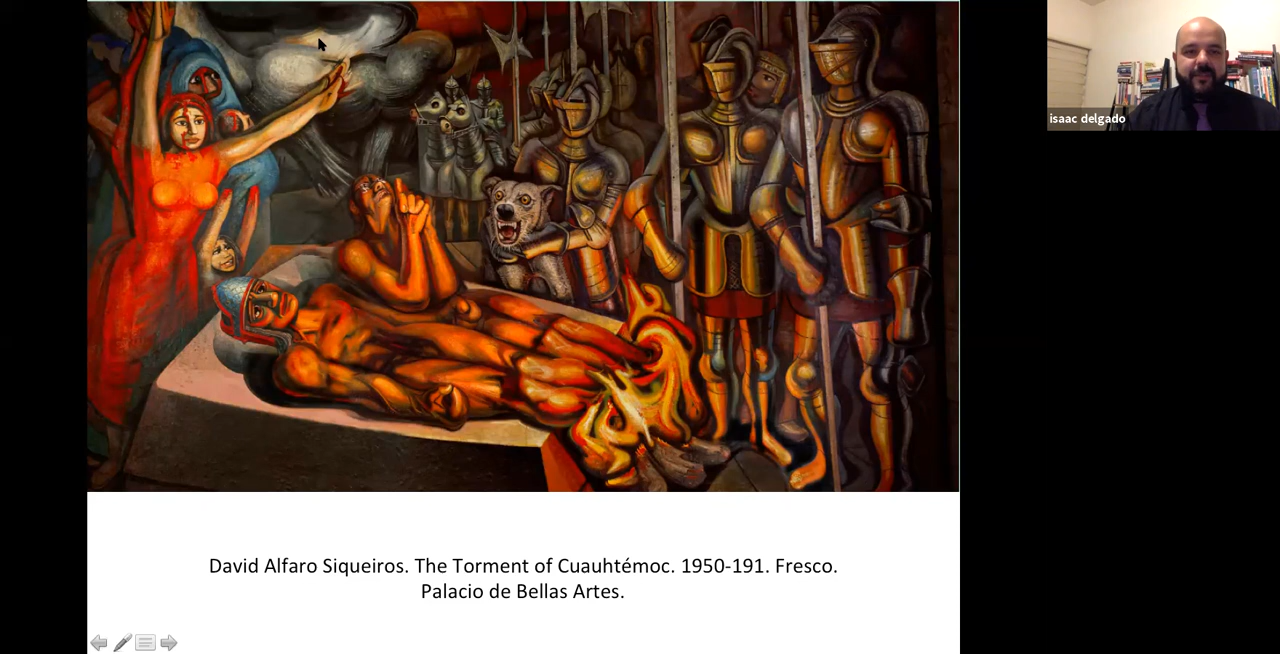 isaac delgado
David Alfaro Siqueiros. The Torment of Cuauhtémoc. 1950-191. Fresco.
Palacio de Bellas Artes.